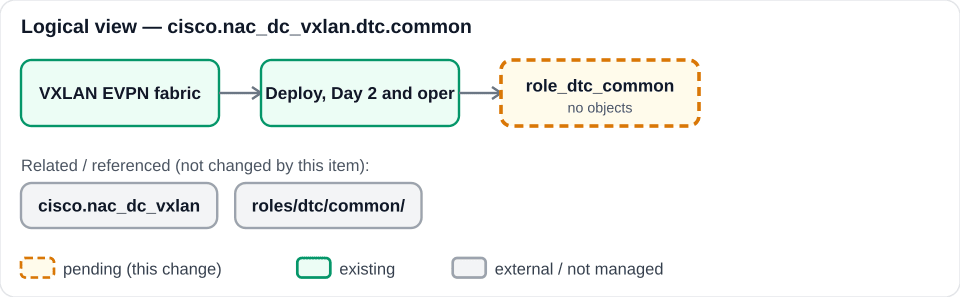 Logical view — cisco.nac_dc_vxlan.dtc.common
VXLAN EVPN fabric
Deploy, Day 2 and oper
role_dtc_common
no objects
Related / referenced (not changed by this item):
cisco.nac_dc_vxlan
roles/dtc/common/
pending (this change)
existing
external / not managed